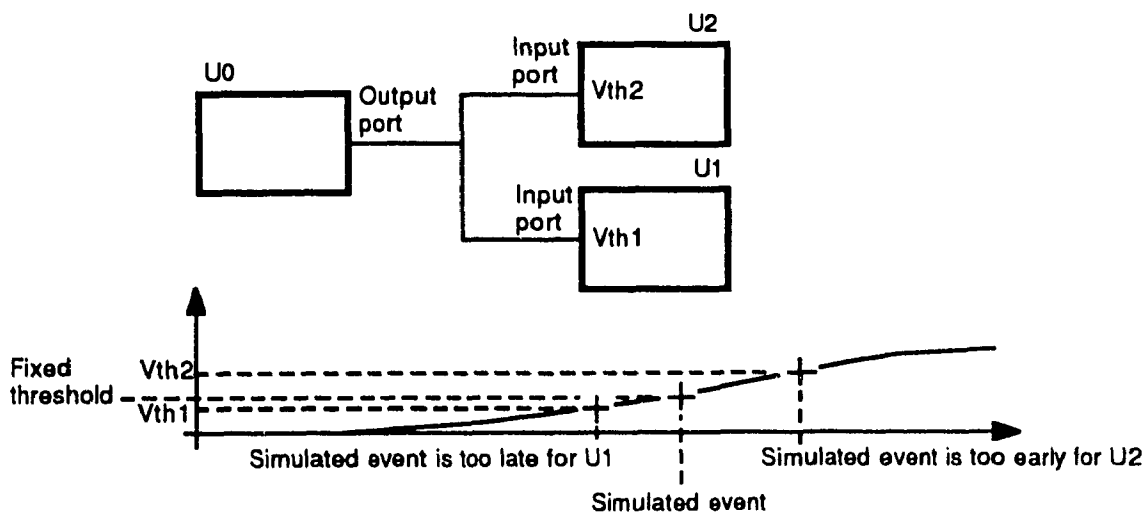 U2
Input
port
Vth2
U0
Output
port
U1
Input
port
Vth1
Fixed
threshold
Vth2
Vth1
Simulated event is too late for U1
Simulated event is too early for U2
Simulated event